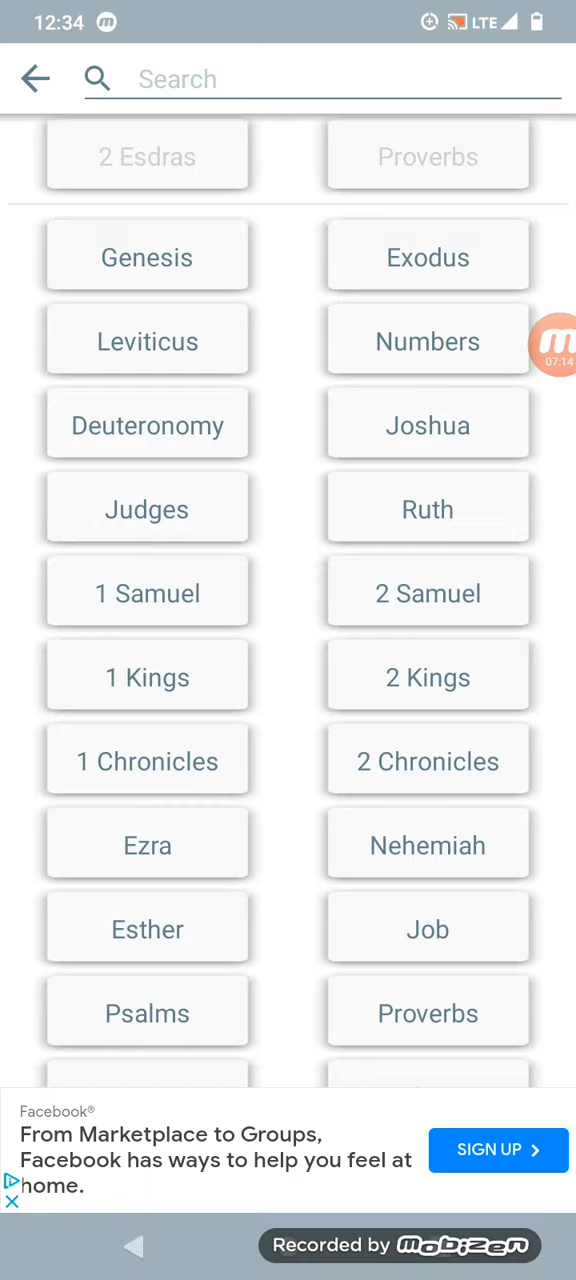 12:34 LTE
Search
2 Esdras Proverbs
Genesis Exodus
Leviticus Numbers
07:14
Deuteronomy Joshua
Judges Ruth
1 Samuel 2 Samuel
1 Kings 2 Kings
1 Chronicles 2 Chronicles
Ezra Nehemiah
Esther Job
Psalms Proverbs
Facebook®
From Marketplace to Groups,
Facebook has ways to help you feel at
home.
SIGN UP
Recorded by mobizen